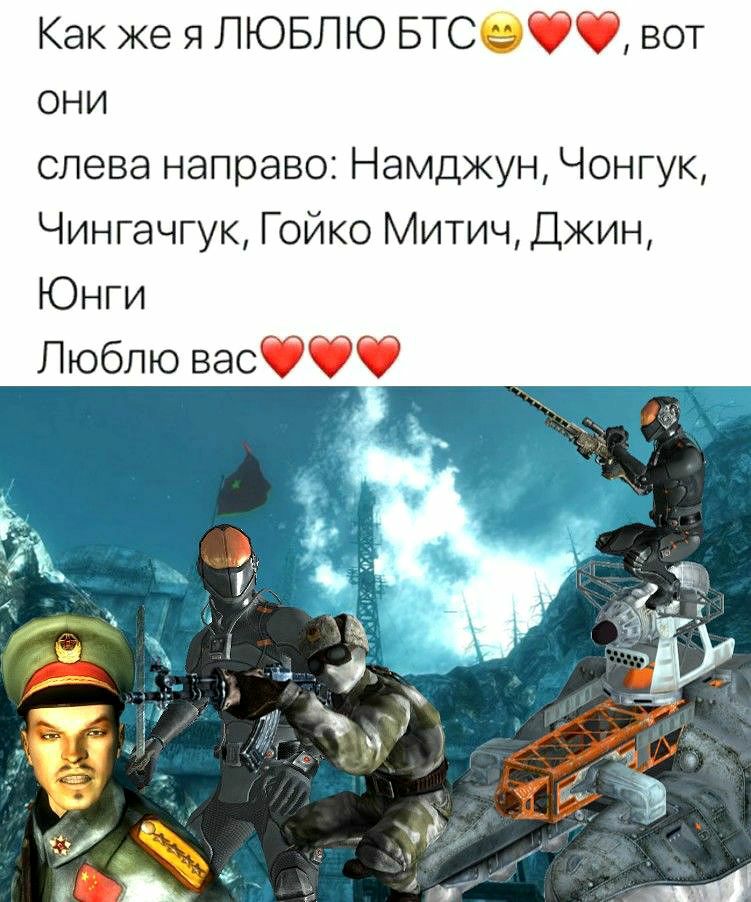 Как же я ЛЮБЛЮ БТС😄❤️❤️, вот
они
слева направо: Намджун, Чонгук,
Чингачгук, Гойко Митич, Джин,
Юнги
Люблю вас❤️❤️❤️